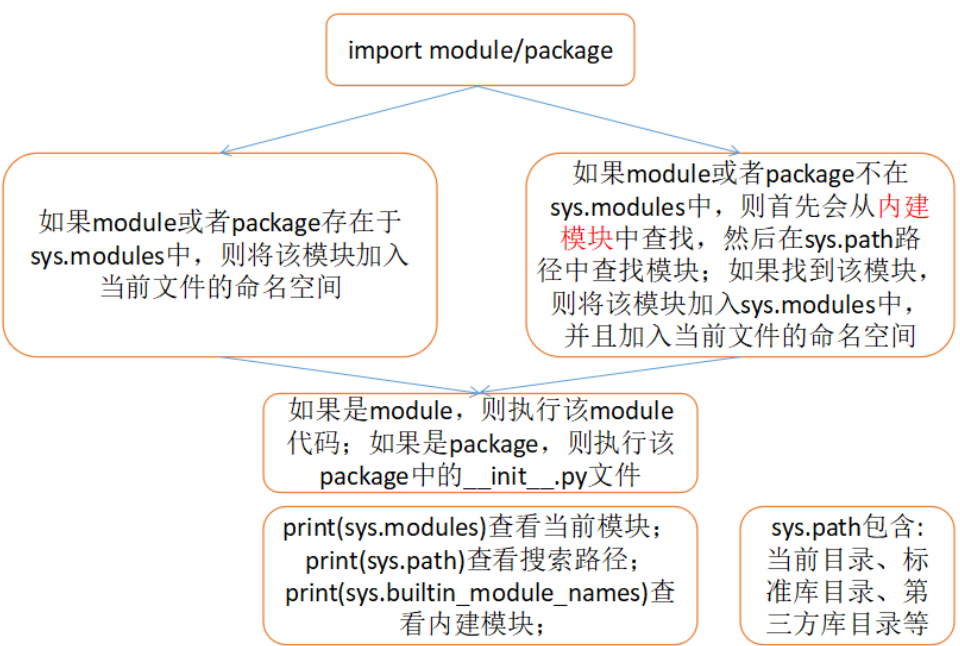 import module/package
如果module或者package存在于
sys.modules中，则将该模块加入
当前文件的命名空间
如果module或者package不在
sys.modules中，则首先会从内建
模块中查找，然后在sys.path路
径中查找模块；如果找到该模块，
则将该模块加入sys.modules中，
并且加入当前文件的命名空间
如果是module，则执行该module
代码；如果是package，则执行该
package中的__init__.py文件
print(sys.modules)查看当前模块；
print(sys.path)查看搜索路径；
print(sys.builtin_module_names)查
看内建模块；
sys.path包含:
当前目录、标
准库目录、第
三方库目录等